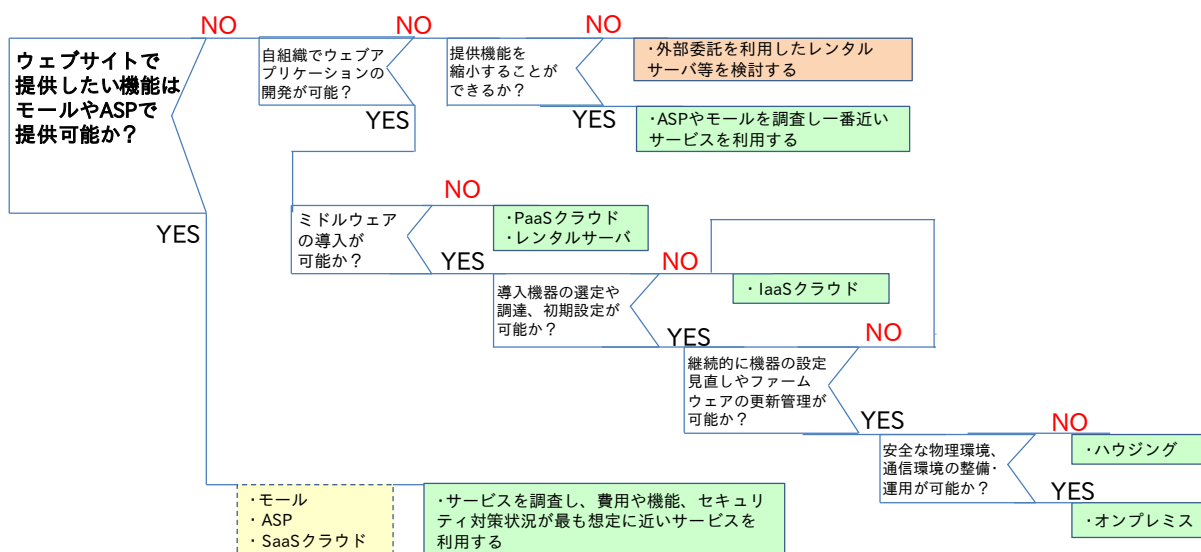 NO
NO
NO
ウェブサイトで
提供したい機能は
モールやASPで
提供可能か？
自組織でウェブア
プリケーションの
開発が可能？
提供機能を
縮小することが
できるか？
・外部委託を利用したレンタル
サーバ等を検討する
YES
YES
・ASPやモールを調査し一番近い
サービスを利用する
NO
YES
ミドルウェア
の導入が
可能か？
・PaaSクラウド
・レンタルサーバ
YES
NO
導入機器の選定や
調達、初期設定が
可能か？
・IaaSクラウド
YES
NO
継続的に機器の設定
見直しやファーム
ウェアの更新管理が
可能か？
YES
NO
安全な物理環境、
通信環境の整備・
運用が可能か？
・ハウジング
YES
・オンプレミス
・モール
・ASP
・SaaSクラウド
・サービスを調査し、費用や機能、セキュリ
ティ対策状況が最も想定に近いサービスを
利用する